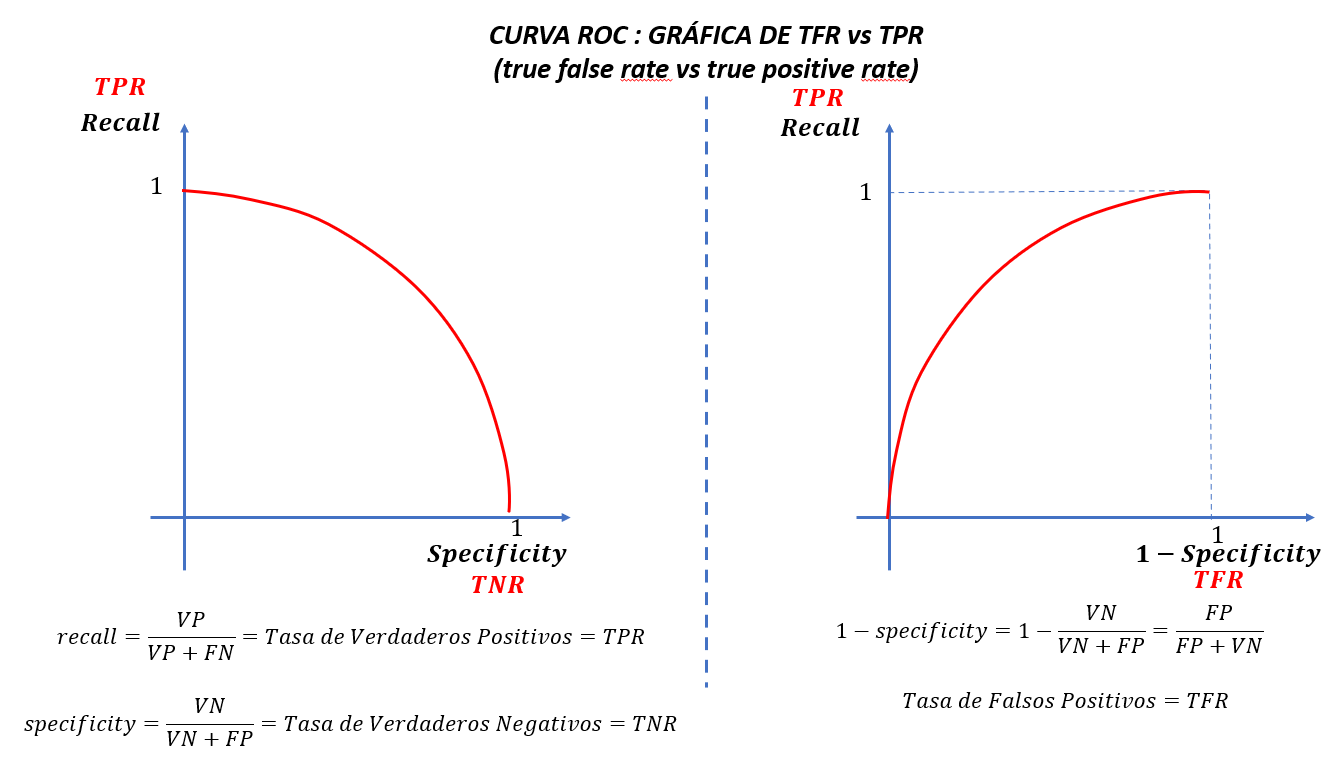 CURVA ROC : GRÁFICA DE TFR vs TPR
(true false rate vs true positive rate)
TPR
Recall
1
1
Specificity
TNR
recall = VP / (VP + FN) = Tasa de Verdaderos Positivos = TPR
specificity = VN / (VN + FP) = Tasa de Verdaderos Negativos = TNR
TPR
Recall
1
1
1 − Specificity
TFR
1 − specificity = 1 − VN / (VN + FP) = FP / (FP + VN)
Tasa de Falsos Positivos = TFR